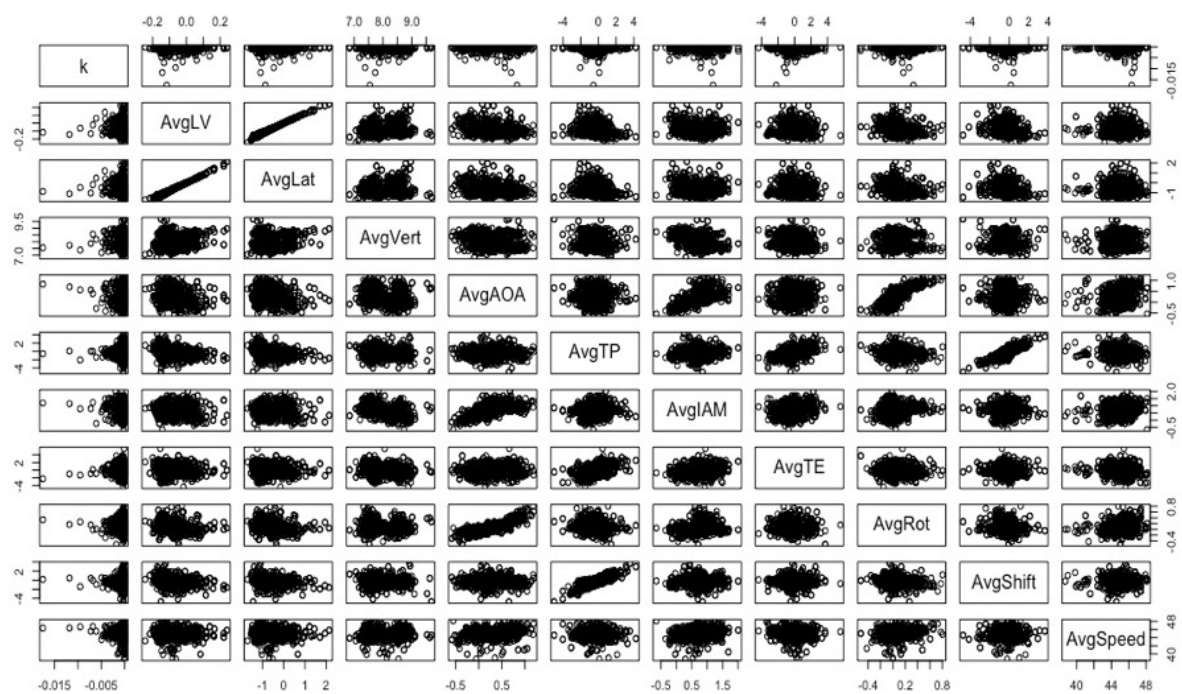 -0.2 0.0 0.2 7.0 8.0 9.0 -4 0 2 4 -4 0 2 4 -4 0 2 4
k -0.015
-0.2 AvgLV
AvgLat -1 2
7.0 9.5 AvgVert
AvgAOA -0.5 1.0
-4 2 AvgTP
AvgIAM -0.5 2.0
-4 2 AvgTE
AvgRot -0.4 0.8
-4 2 AvgShift
AvgSpeed 40 48
-0.015 -0.005 -1 0 1 2 -0.5 0.5 -0.5 0.5 1.5 -0.4 0.2 0.8 40 44 48